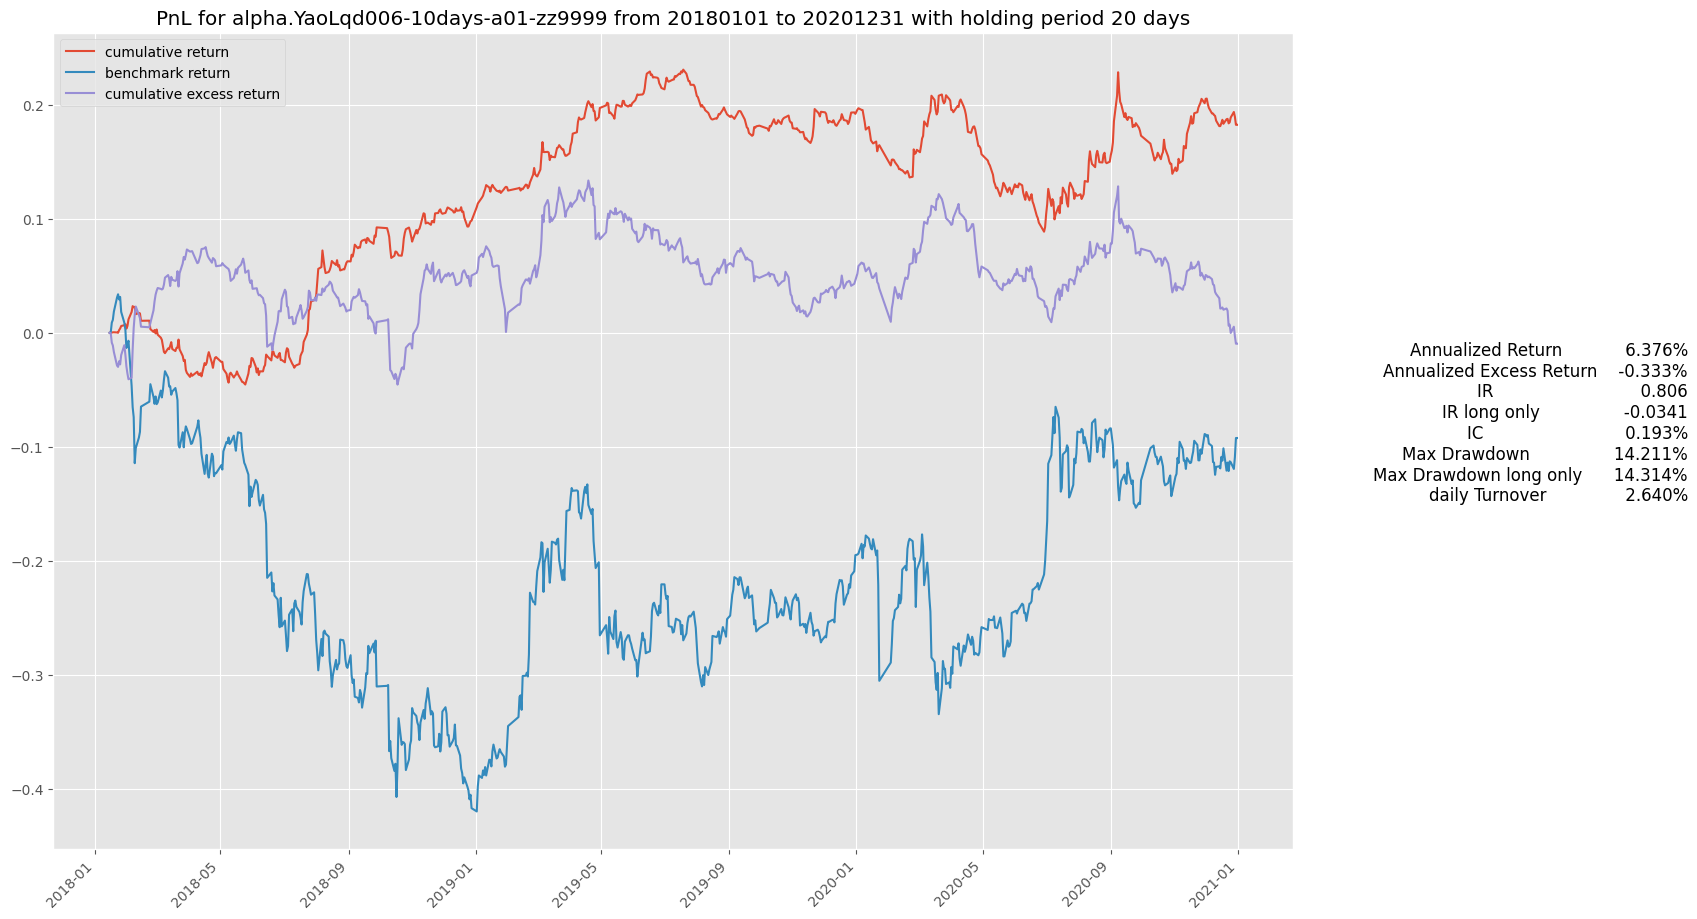 PnL for alpha.YaoLqd006-10days-a01-zz9999 from 20180101 to 20201231 with holding period 20 days
cumulative return
benchmark return
cumulative excess return
0.2
0.1
0.0
−0.1
−0.2
−0.3
−0.4
2018-01
2018-05
2018-09
2019-01
2019-05
2019-09
2020-01
2020-05
2020-09
2021-01
Annualized Return 6.376%
Annualized Excess Return -0.333%
IR 0.806
IR long only -0.0341
IC 0.193%
Max Drawdown 14.211%
Max Drawdown long only 14.314%
daily Turnover 2.640%